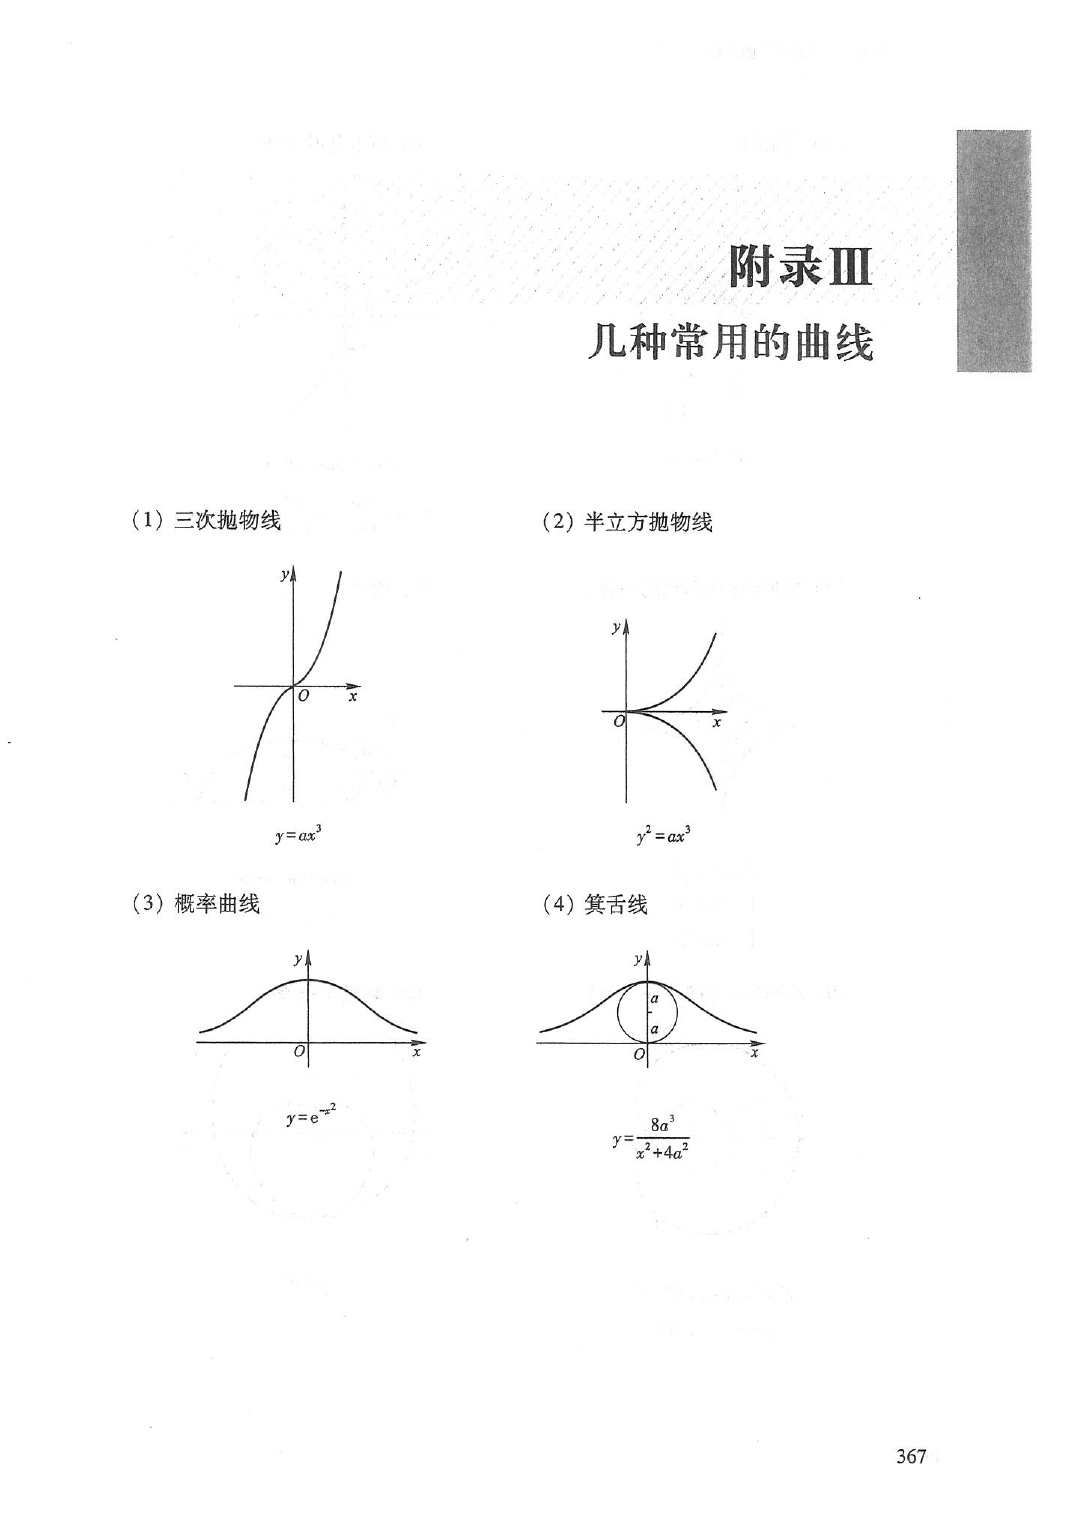 附录Ⅲ
几种常用的曲线
(1) 三次抛物线
(2) 半立方抛物线
y
O
x
y
O
x
y=ax³
y²=ax³
(3) 概率曲线
(4) 箕舌线
y
O
x
y
a
a
O
x
y=e^{-x²}
y=\frac{8a³}{x²+4a²}
367